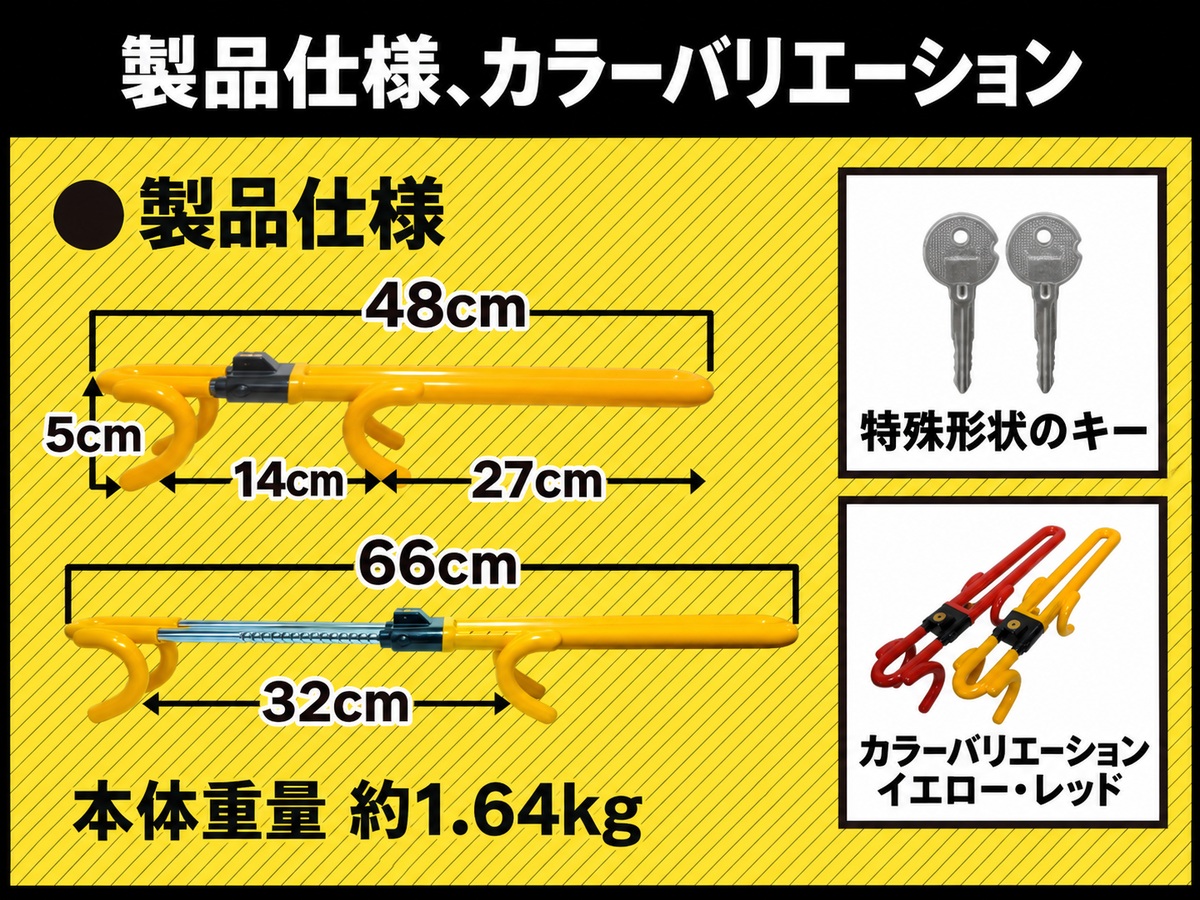 製品仕様、カラーバリエーション
●製品仕様
48cm
5cm
14cm
27cm
66cm
32cm
本体重量 約1.64kg
特殊形状のキー
カラーバリエーション
イエロー・レッド